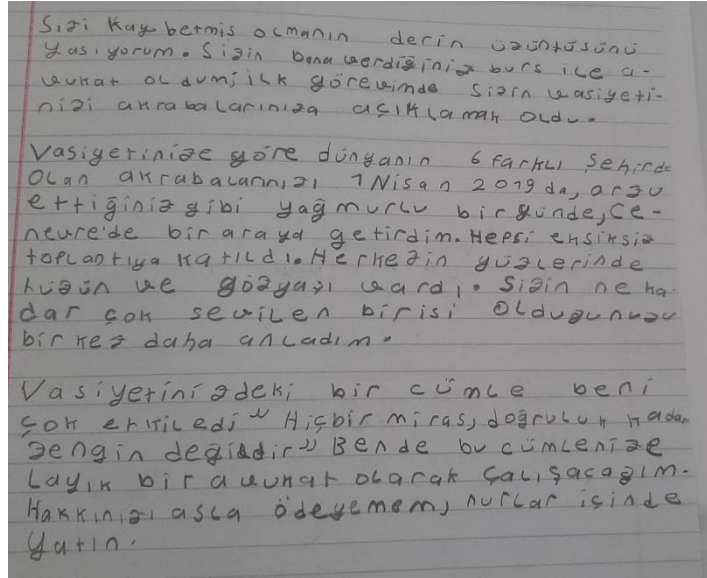 Sizi kaybetmiş olmanın derin üzüntüsünü
yaşıyorum. Sizin bana verdiğiniz burs ile a-
vukat oldum, ilk görevimde sizin vasiyeti-
nizi akrabalarınıza açıklamak oldu.
Vasiyetinize göre dünyanın 6 farklı şehirde
olan akrabalarınızı 1 Nisan 2019 da, arzu
ettiğiniz gibi yağmurlu bir günde, Ce-
nevre'de bir araya getirdim. Hepsi eksiksiz
toplantıya katıldı. Herkezin yüzlerinde
hüzün ve gözyaşı vardı. Sizin ne ka-
dar çok sevilen birisi olduğunuzu
bir kez daha anladım.
Vasiyetinizdeki bir cümle beni
çok etkiledi "Hiçbir miras, doğruluk kadar
zengin değildir" Bende bu cümlenize
layık bir avukat olarak çalışacağım.
Hakkınızı asla ödeyemem, nurlar içinde
yatın.